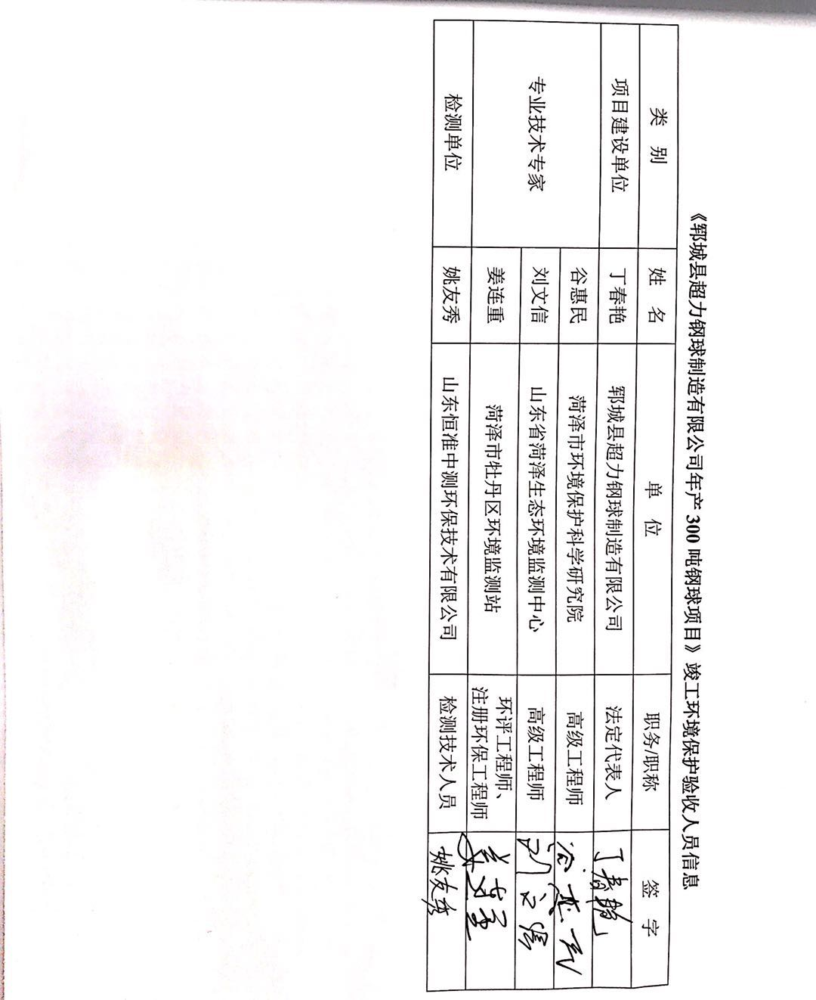 《郓城县超力钢球制造有限公司年产 300 吨钢球项目》竣工环境保护验收人员信息
类 别 姓 名 单 位 职务/职称 签 字
项目建设单位 丁春艳 郓城县超力钢球制造有限公司 法定代表人 丁春艳
专业技术专家 谷惠民 菏泽市环境保护科学研究院 高级工程师 谷惠民
刘文信 山东省菏泽生态环境监测中心 高级工程师 刘文信
姜连重 菏泽市牡丹区环境监测站 环评工程师、
注册环保工程师 姜连重
检测单位 姚友秀 山东恒准中测环保技术有限公司 检测技术人员 姚友秀